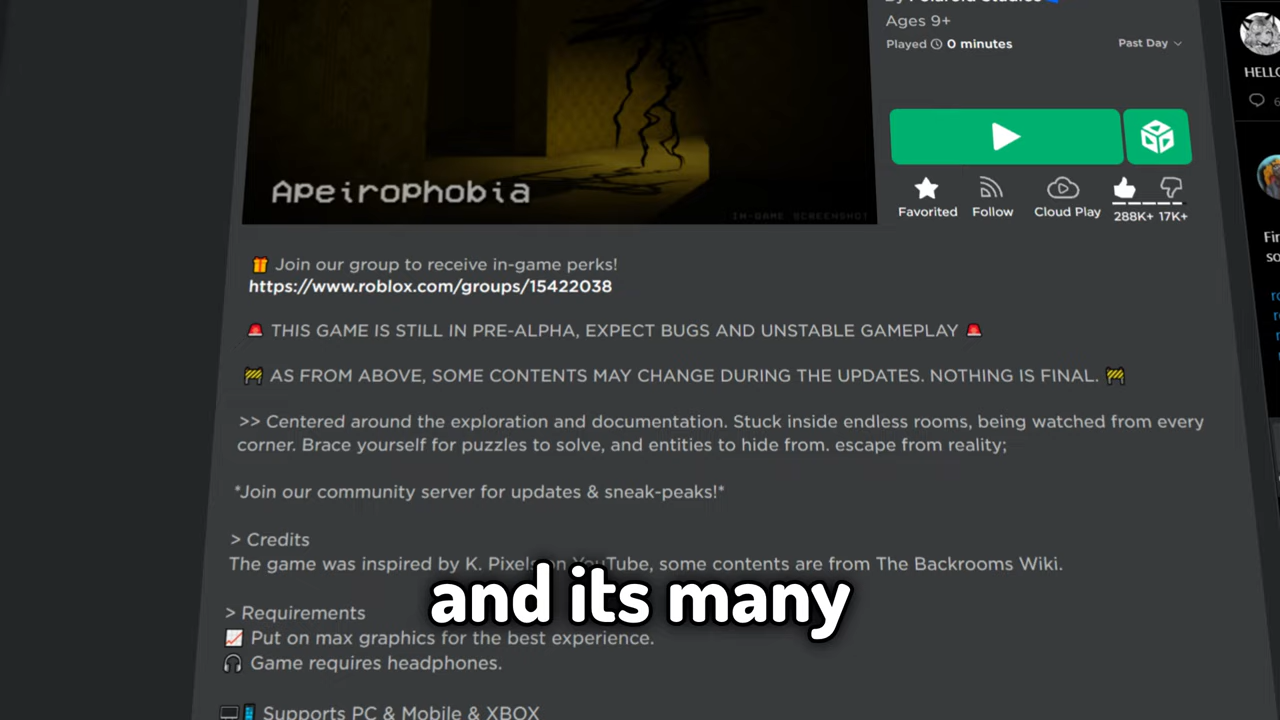 By Polaroid Studios
Ages 9+
Played 0 minutes
Past Day
HELLO
6
Apeirophobia
IN-GAME SCREENSHOT
Favorited
Follow
Cloud Play
288K+ 17K+
🎁 Join our group to receive in-game perks!
https://www.roblox.com/groups/15422038
🚨 THIS GAME IS STILL IN PRE-ALPHA, EXPECT BUGS AND UNSTABLE GAMEPLAY 🚨
🚧 AS FROM ABOVE, SOME CONTENTS MAY CHANGE DURING THE UPDATES. NOTHING IS FINAL. 🚧
>> Centered around the exploration and documentation. Stuck inside endless rooms, being watched from every
corner. Brace yourself for puzzles to solve, and entities to hide from. escape from reality;
*Join our community server for updates & sneak-peaks!*
> Credits
The game was inspired by K. Pixels on YouTube, some contents are from The Backrooms Wiki.
and its many
> Requirements
📈 Put on max graphics for the best experience.
🎧 Game requires headphones.
🖥📱 Supports PC & Mobile & XBOX